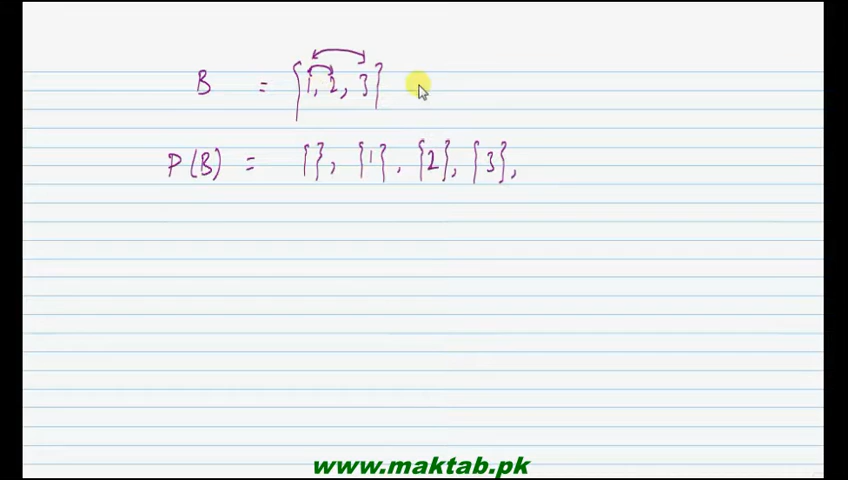 B = {1, 2, 3}
P(B) = { }, {1}, {2}, {3},
www.maktab.pk